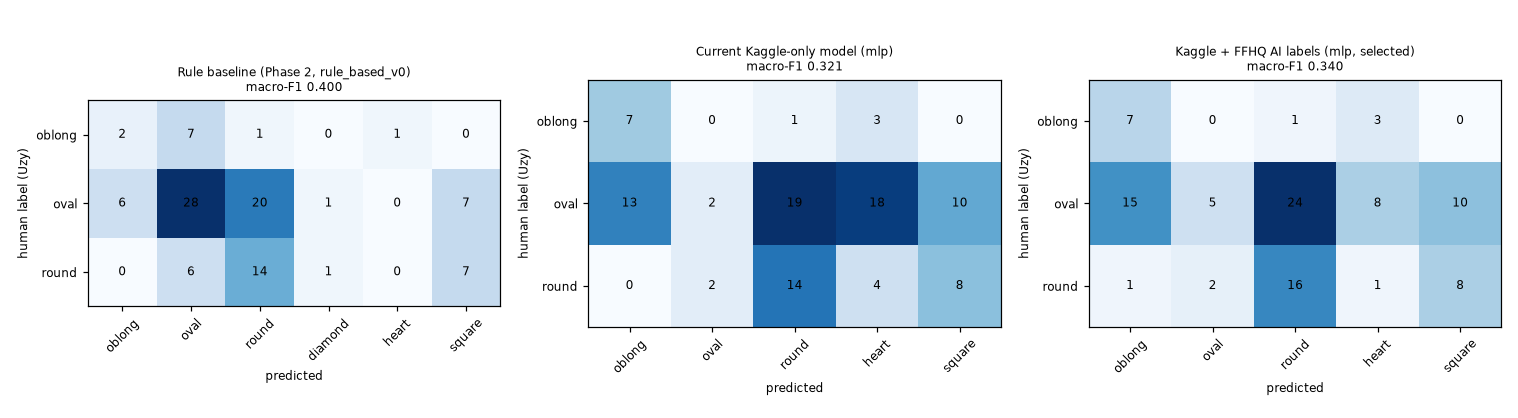 Rule baseline (Phase 2, rule_based_v0)
macro-F1 0.400
human label (Uzy)
oblong 2 7 1 0 1 0
oval 6 28 20 1 0 7
round 0 6 14 1 0 7
oblong oval round diamond heart square
predicted
Current Kaggle-only model (mlp)
macro-F1 0.321
human label (Uzy)
oblong 7 0 1 3 0
oval 13 2 19 18 10
round 0 2 14 4 8
oblong oval round heart square
predicted
Kaggle + FFHQ AI labels (mlp, selected)
macro-F1 0.340
human label (Uzy)
oblong 7 0 1 3 0
oval 15 5 24 8 10
round 1 2 16 1 8
oblong oval round heart square
predicted